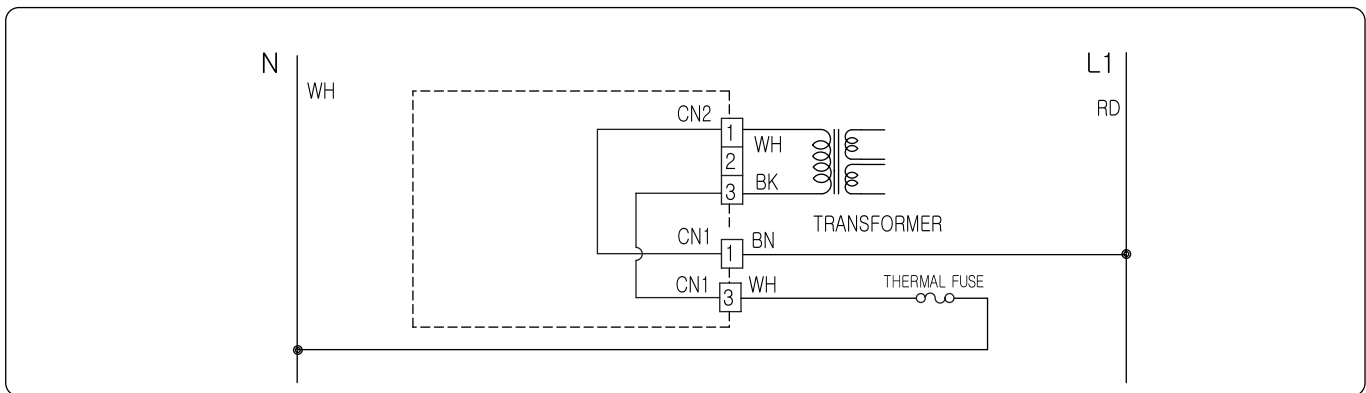 N
L1
WH
RD
CN2
1
WH
2
3
BK
TRANSFORMER
CN1
1
BN
CN1
3
WH
THERMAL FUSE